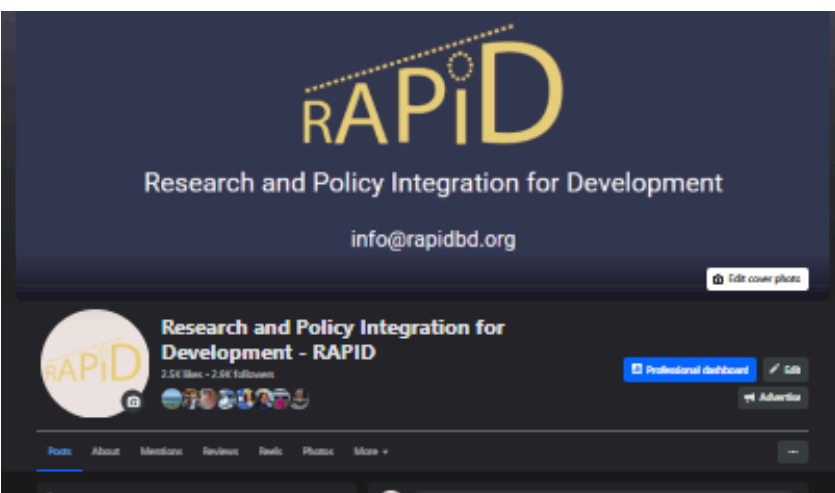 RAPiD
Research and Policy Integration for Development
info@rapidbd.org
Edit cover photo
RAPiD
Research and Policy Integration for
Development - RAPID
2.5K likes • 2.9K followers
Professional dashboard
Edit
Advertise
Posts About Mentions Reviews Reels Photos More